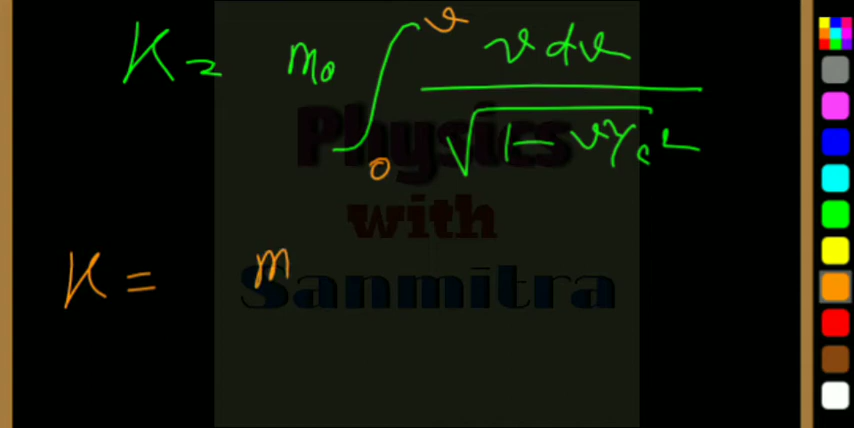 K = m₀ ∫₀^v v dv / √(1 - v²/c²)
Physics
with
K = m
Sanmitra